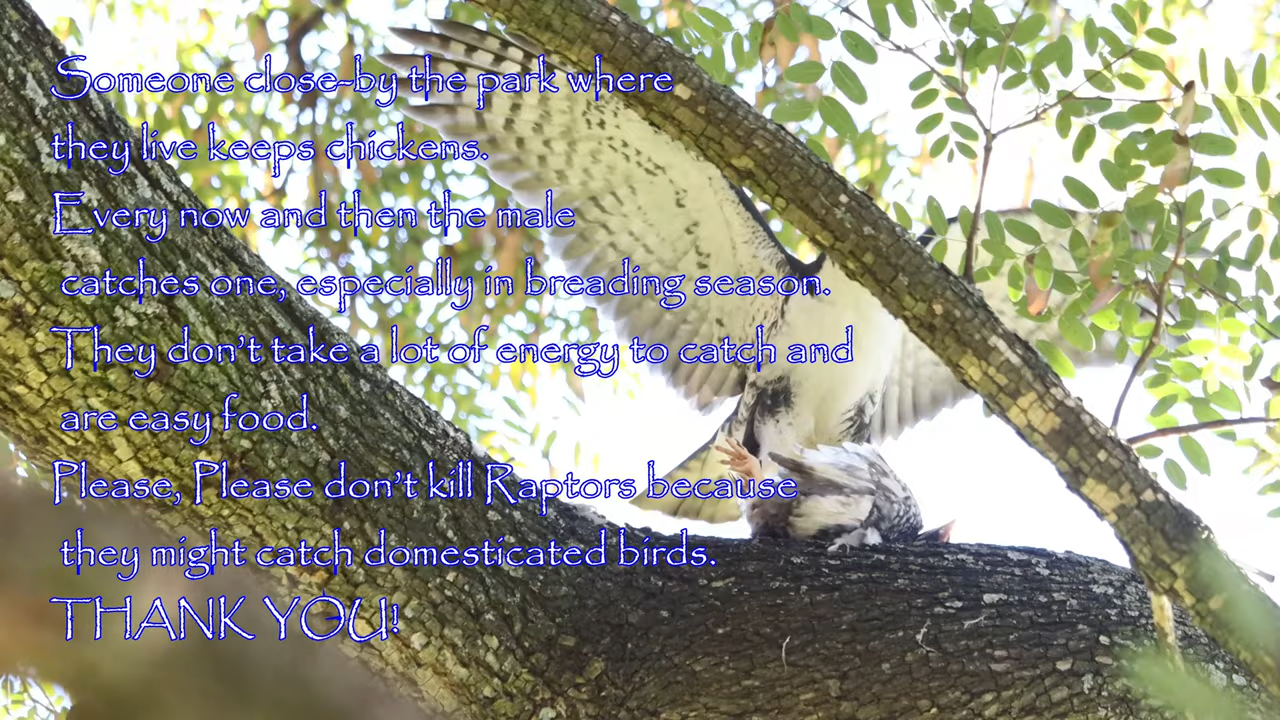 Someone close-by the park where
they live keeps chickens.
Every now and then the male
catches one, especially in breading season.
They don't take a lot of energy to catch and
are easy food.
Please, Please don't kill Raptors because
they might catch domesticated birds.
THANK YOU!